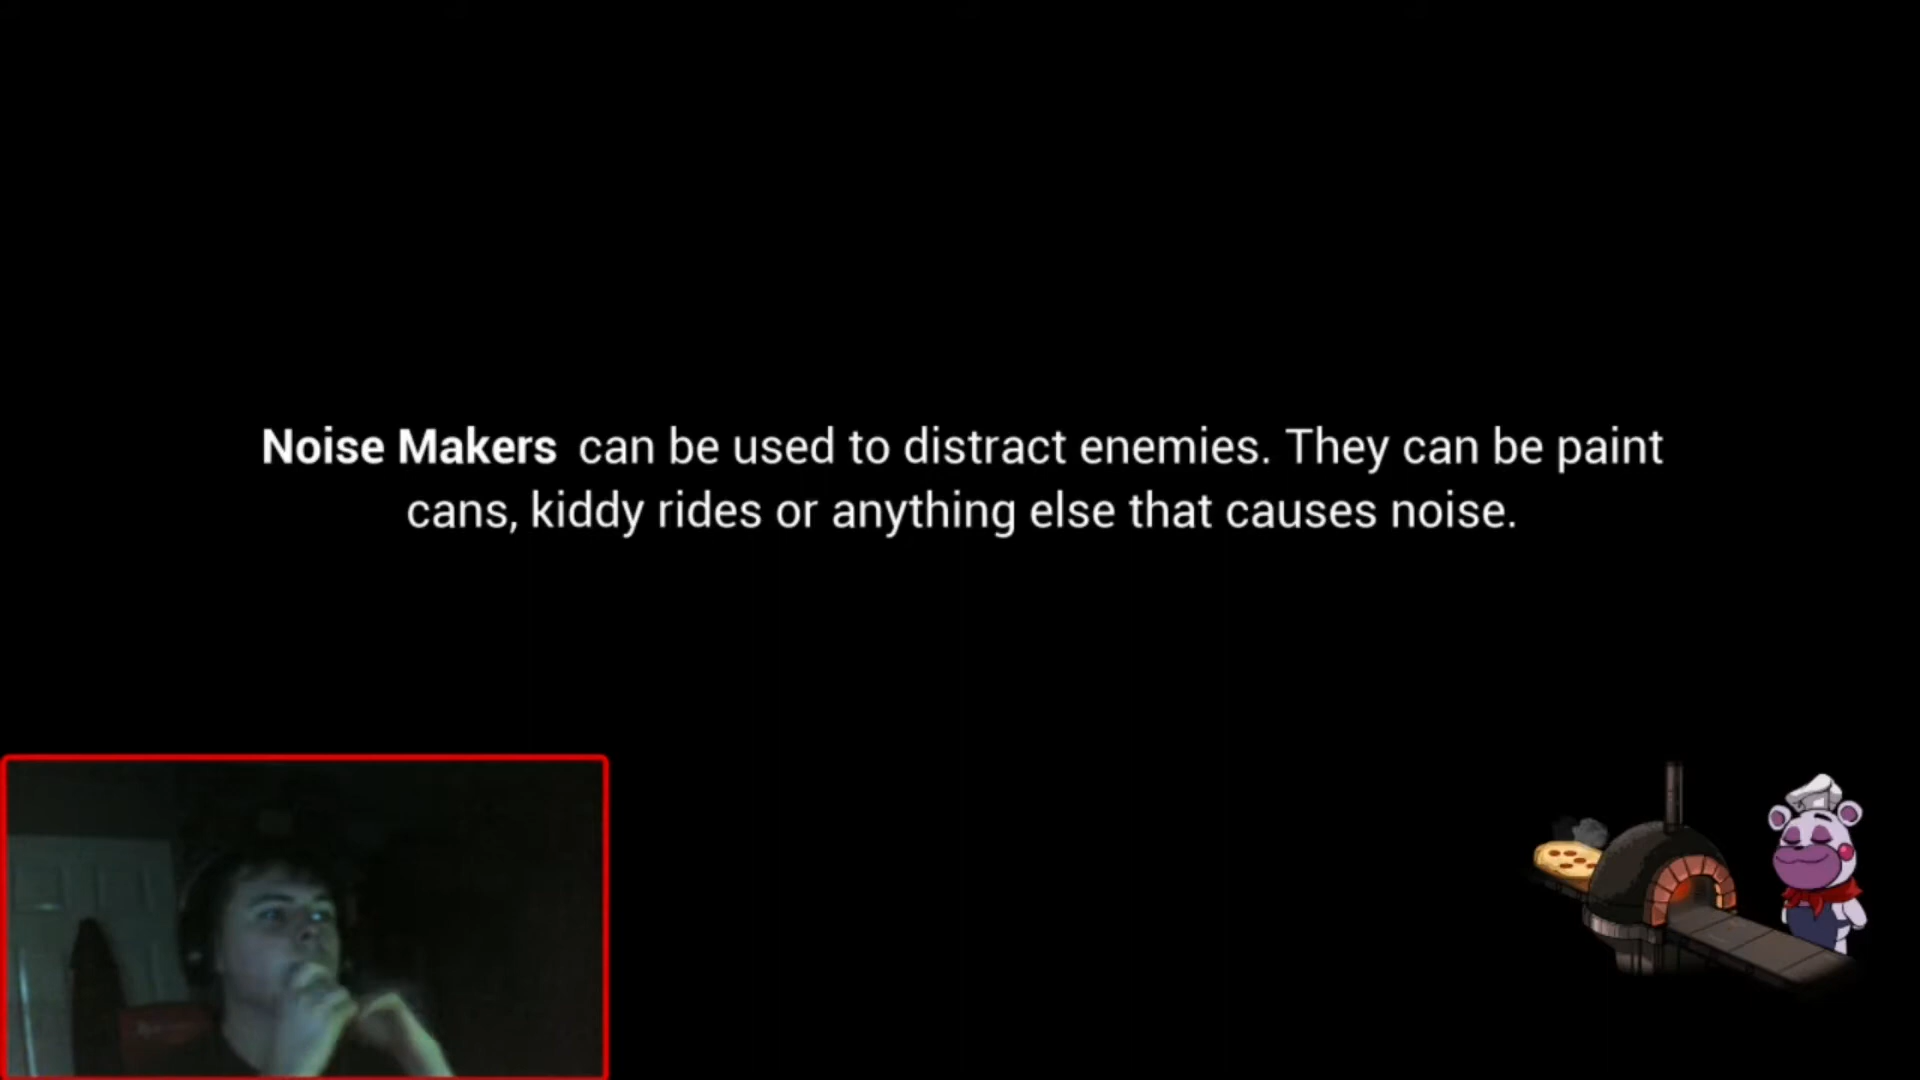 Noise Makers can be used to distract enemies. They can be paint
cans, kiddy rides or anything else that causes noise.